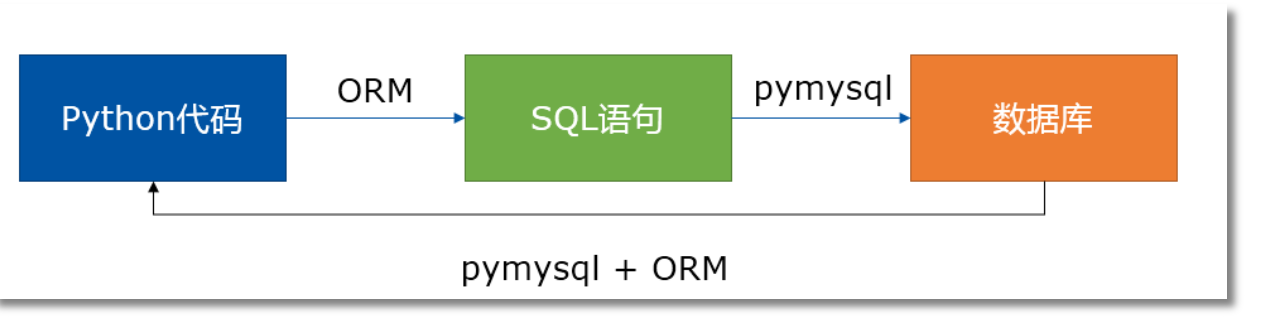 Python代码
ORM
SQL语句
pymysql
数据库
pymysql + ORM